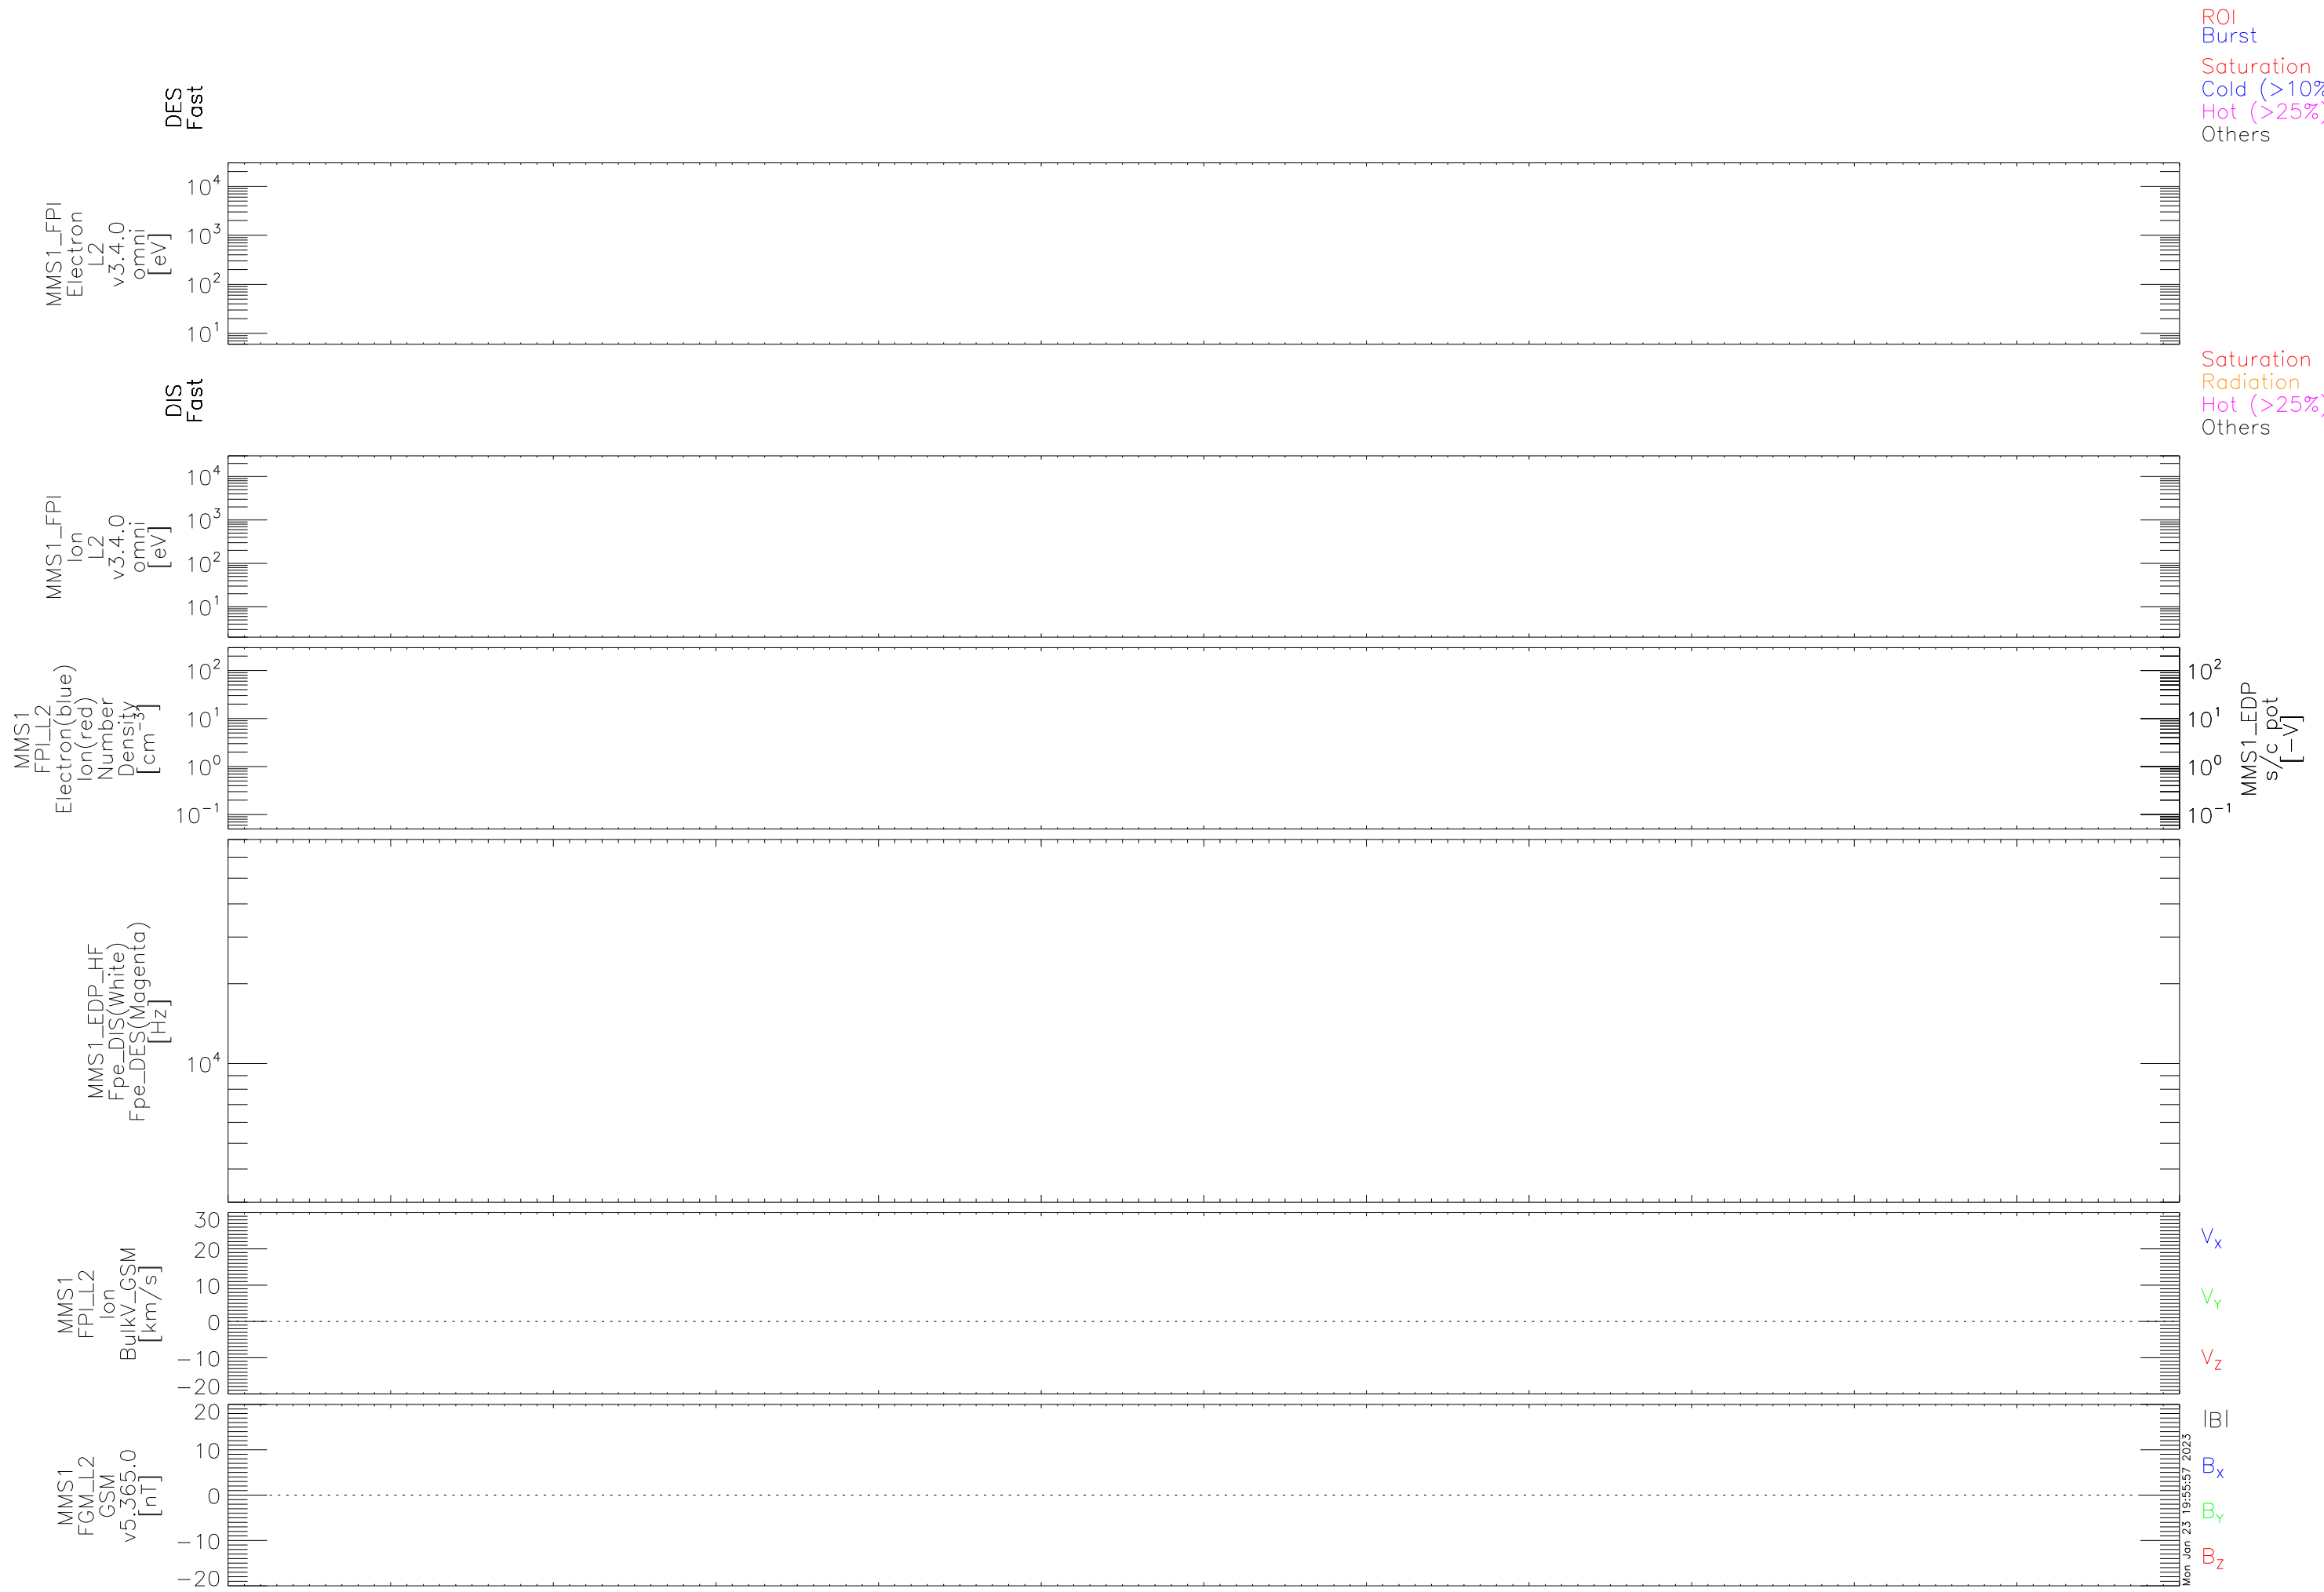 ROI
Burst
Saturation
Cold (>10%
Hot (>25%)
Others
DES
Fast
MMS1_FPI
Electron
L2
v3.4.0
omni
[eV]
10^4
10^3
10^2
10^1
Saturation
Radiation
Hot (>25%)
Others
DIS
Fast
MMS1_FPI
Ion
L2
v3.4.0
omni
[eV]
10^4
10^3
10^2
10^1
MMS1
FPI_L2
Electron(blue)
Ion(red)
Number
Density
[cm^-3]
10^2
10^1
10^0
10^-1
10^2
10^1
10^0
10^-1
MMS1_EDP
s/c pot
[-V]
MMS1_EDP_HF
Fpe_DIS(White)
Fpe_DES(Magenta)
[Hz]
10^4
MMS1
FPI_L2
Ion
BulkV_GSM
[km/s]
30
20
10
0
-10
-20
V_X
V_Y
V_Z
MMS1
FGM_L2
GSM
v5.365.0
[nT]
20
10
0
-10
-20
|B|
B_X
B_Y
B_Z
Mon Jan 23 19:55:57 2023